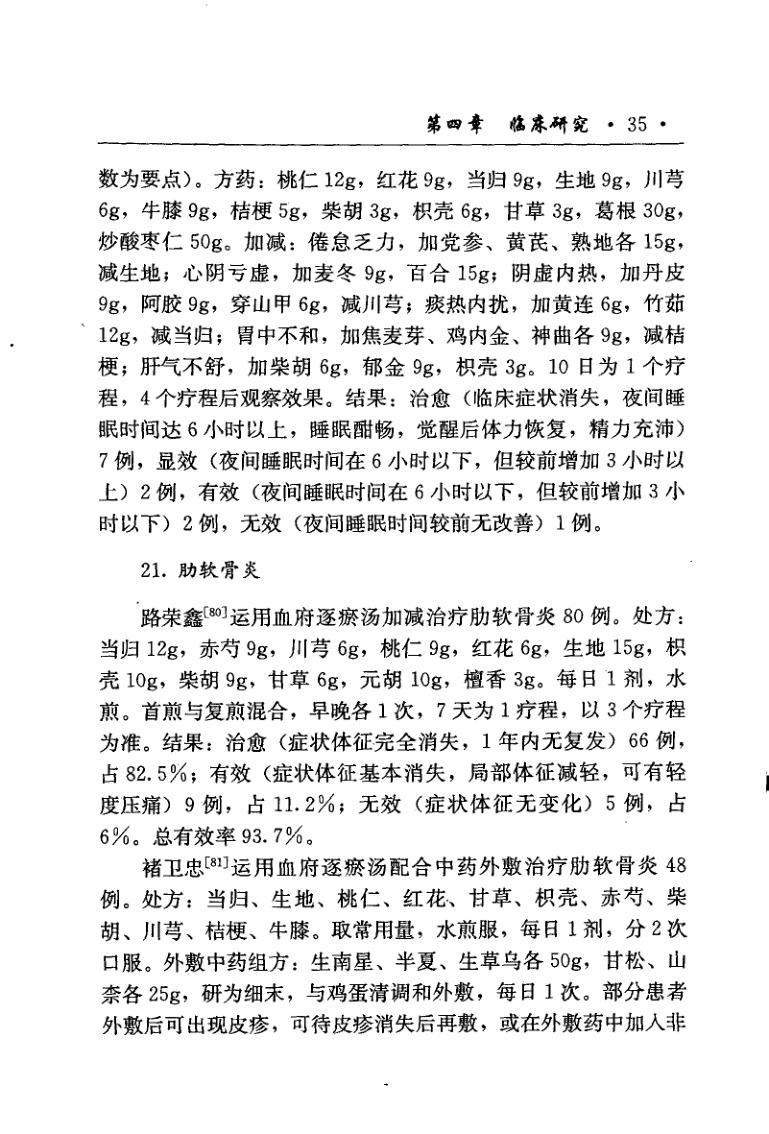 第四章　临床研究 · 35 ·
数为要点）。方药：桃仁 12g，红花 9g，当归 9g，生地 9g，川芎
6g，牛膝 9g，桔梗 5g，柴胡 3g，枳壳 6g，甘草 3g，葛根 30g，
炒酸枣仁 50g。加减：倦怠乏力，加党参、黄芪、熟地各 15g，
减生地；心阴亏虚，加麦冬 9g，百合 15g；阴虚内热，加丹皮
9g，阿胶 9g，穿山甲 6g，减川芎；痰热内扰，加黄连 6g，竹茹
12g，减当归；胃中不和，加焦麦芽、鸡内金、神曲各 9g，减桔
梗；肝气不舒，加柴胡 6g，郁金 9g，枳壳 3g。10 日为 1 个疗
程，4 个疗程后观察效果。结果：治愈（临床症状消失，夜间睡
眠时间达 6 小时以上，睡眠酣畅，觉醒后体力恢复，精力充沛）
7 例，显效（夜间睡眠时间在 6 小时以下，但较前增加 3 小时以
上）2 例，有效（夜间睡眠时间在 6 小时以下，但较前增加 3 小
时以下）2 例，无效（夜间睡眠时间较前无改善）1 例。
21. 肋软骨炎
路荣鑫[80]运用血府逐瘀汤加减治疗肋软骨炎 80 例。处方：
当归 12g，赤芍 9g，川芎 6g，桃仁 9g，红花 6g，生地 15g，枳
壳 10g，柴胡 9g，甘草 6g，元胡 10g，檀香 3g。每日 1 剂，水
煎。首煎与复煎混合，早晚各 1 次，7 天为 1 疗程，以 3 个疗程
为准。结果：治愈（症状体征完全消失，1 年内无复发）66 例，
占 82.5%；有效（症状体征基本消失，局部体征减轻，可有轻
度压痛）9 例，占 11.2%；无效（症状体征无变化）5 例，占
6%。总有效率 93.7%。
褚卫忠[81]运用血府逐瘀汤配合中药外敷治疗肋软骨炎 48
例。处方：当归、生地、桃仁、红花、甘草、枳壳、赤芍、柴
胡、川芎、桔梗、牛膝。取常用量，水煎服，每日 1 剂，分 2 次
口服。外敷中药组方：生南星、半夏、生草乌各 50g，甘松、山
柰各 25g，研为细末，与鸡蛋清调和外敷，每日 1 次。部分患者
外敷后可出现皮疹，可待皮疹消失后再敷，或在外敷药中加入非